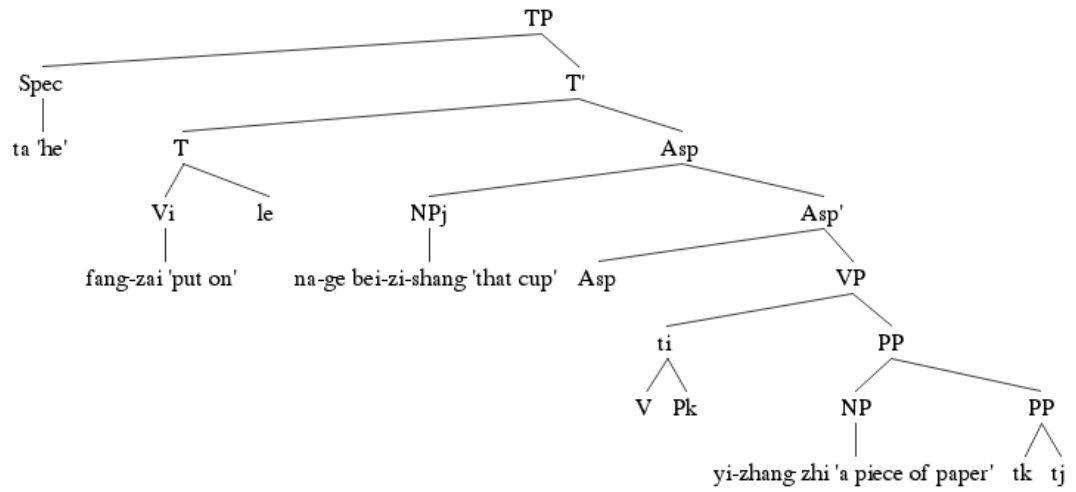 TP
Spec T'
ta 'he' T Asp
Vi le NPj Asp'
fang-zai 'put on' na-ge bei-zi-shang 'that cup' Asp VP
ti PP
V Pk NP PP
yi-zhang zhi 'a piece of paper' tk tj